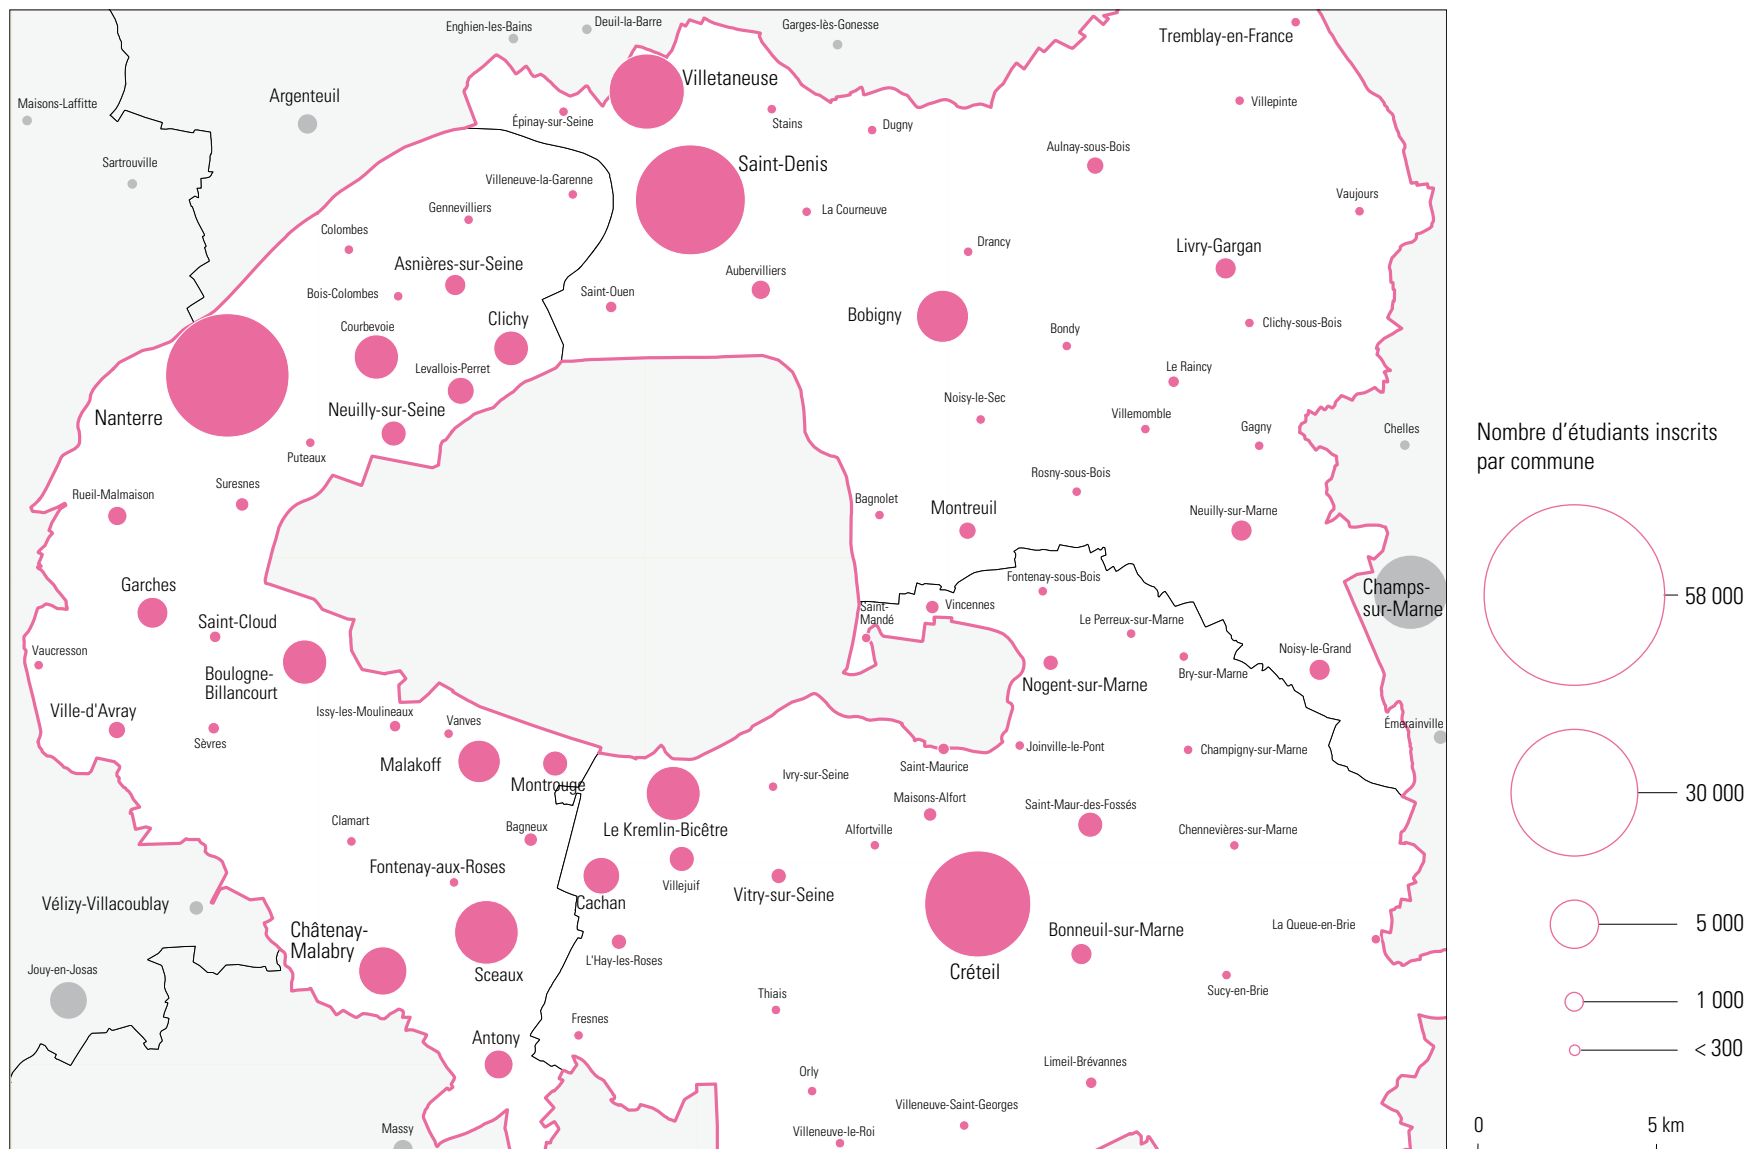 Enghien-les-Bains
Deuil-la-Barre
Garges-lès-Gonesse
Tremblay-en-France
Maisons-Laffitte
Argenteuil
Villetaneuse
Villepinte
Épinay-sur-Seine
Stains
Dugny
Sartrouville
Saint-Denis
Aulnay-sous-Bois
Villeneuve-la-Garenne
Vaujours
Gennevilliers
La Courneuve
Colombes
Drancy
Livry-Gargan
Asnières-sur-Seine
Aubervilliers
Bois-Colombes
Saint-Ouen
Courbevoie
Clichy
Bobigny
Bondy
Clichy-sous-Bois
Levallois-Perret
Le Raincy
Nanterre
Neuilly-sur-Seine
Noisy-le-Sec
Villemomble
Gagny
Chelles
Nombre d'étudiants inscrits
par commune
Puteaux
Rosny-sous-Bois
Rueil-Malmaison
Suresnes
Bagnolet
Montreuil
Neuilly-sur-Marne
Garches
Fontenay-sous-Bois
Champs-
sur-Marne
58 000
Saint-Cloud
Saint-
Mandé
Vincennes
Le Perreux-sur-Marne
Vaucresson
Noisy-le-Grand
Boulogne-
Billancourt
Bry-sur-Marne
Nogent-sur-Marne
Ville-d'Avray
Issy-les-Moulineaux
Vanves
Émerainville
Sèvres
Joinville-le-Pont
Champigny-sur-Marne
Malakoff
Montrouge
Saint-Maurice
Ivry-sur-Seine
30 000
Maisons-Alfort
Saint-Maur-des-Fossés
Clamart
Bagneux
Le Kremlin-Bicêtre
Alfortville
Chennevières-sur-Marne
Fontenay-aux-Roses
Villejuif
Vitry-sur-Seine
Vélizy-Villacoublay
Cachan
5 000
Châtenay-
Malabry
Bonneuil-sur-Marne
La Queue-en-Brie
Jouy-en-Josas
Sceaux
L'Hay-les-Roses
Créteil
Thiais
Sucy-en-Brie
1 000
Fresnes
Antony
< 300
Orly
Limeil-Brévannes
Villeneuve-Saint-Georges
Massy
Villeneuve-le-Roi
0
5 km